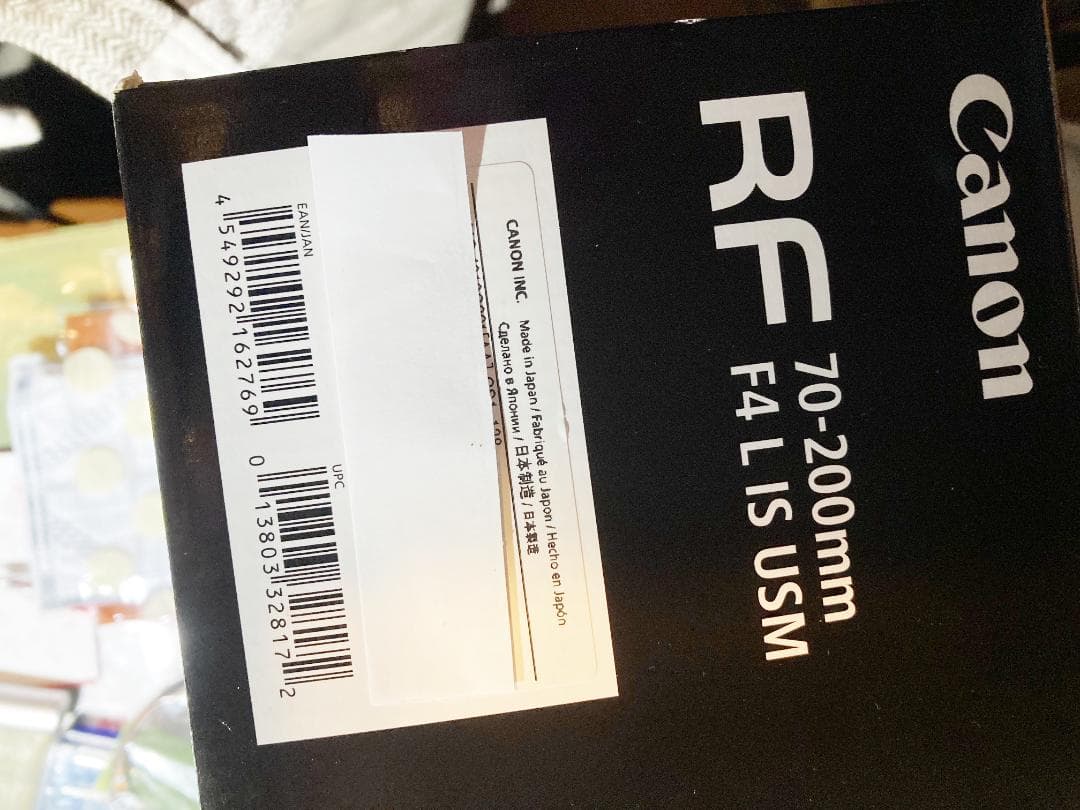 Canon
RF 70-200mm
F4 L IS USM
CANON INC. Made in Japan / Fabriqué au Japon / Hecho en Japón
Сделано в Японии / 日本制造 / 日本製造
EAN/JAN
4 549292 162769
UPC
0 13803 32817 2